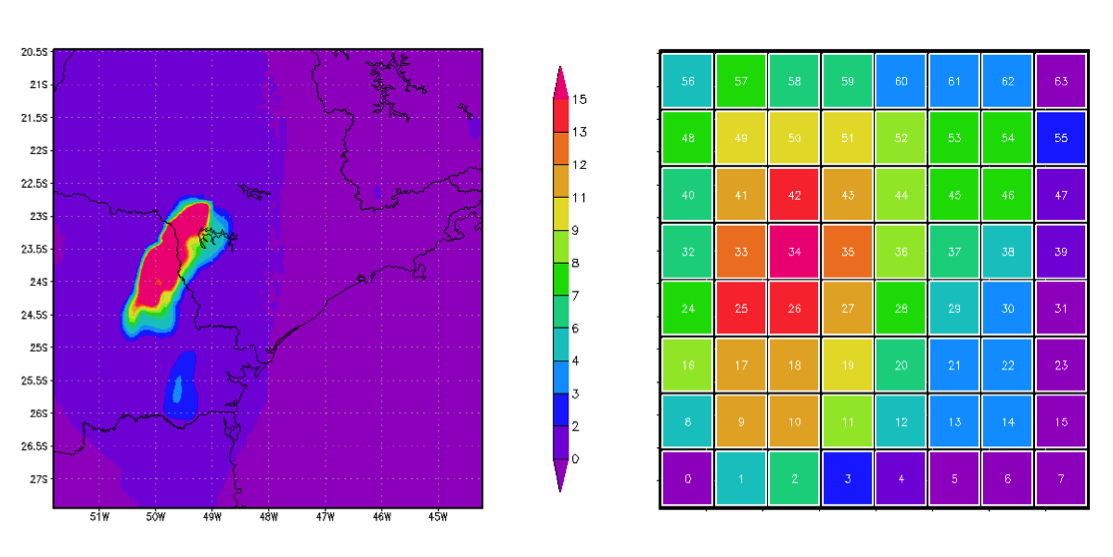 20.5S
21S
21.5S
22S
22.5S
23S
23.5S
24S
24.5S
25S
25.5S
26S
26.5S
27S
51W 50W 49W 48W 47W 46W 45W
15
13
12
11
9
8
7
6
4
3
2
0
56 57 58 59 60 61 62 63
48 49 50 51 52 53 54 55
40 41 42 43 44 45 46 47
32 33 34 35 36 37 38 39
24 25 26 27 28 29 30 31
16 17 18 19 20 21 22 23
8 9 10 11 12 13 14 15
0 1 2 3 4 5 6 7